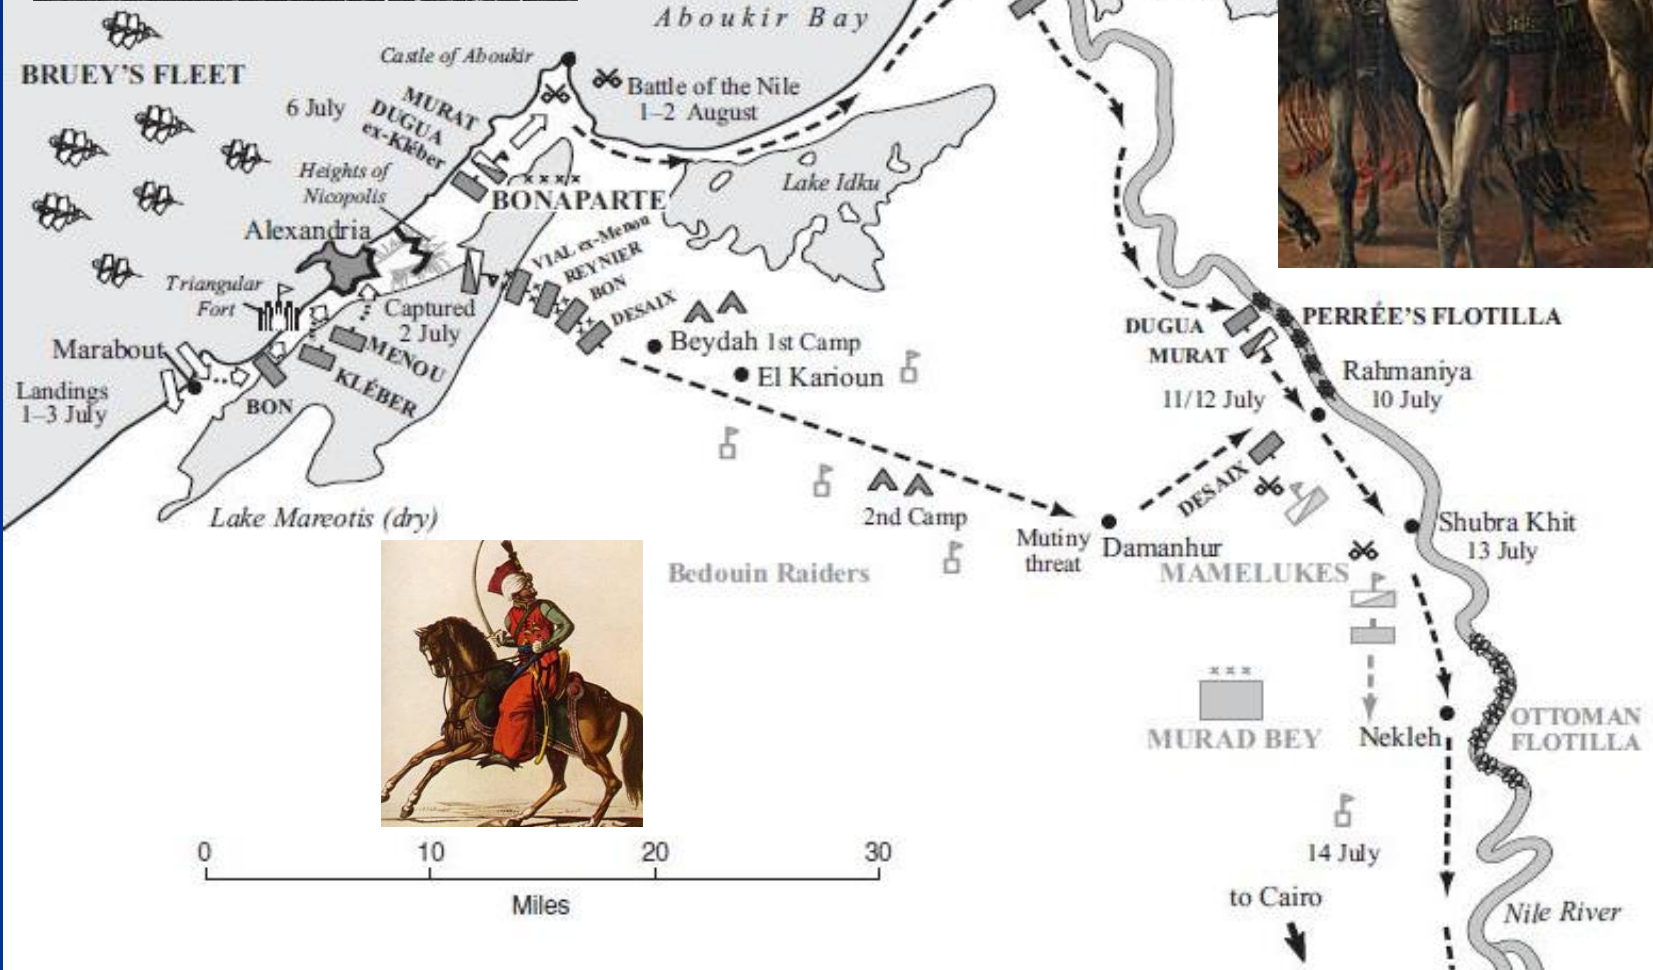 Aboukir Bay
Castle of Aboukir
BRUEY'S FLEET
Battle of the Nile
1–2 August
6 July
MURAT
DUGUA
ex-Kléber
Heights of
Nicopolis
BONAPARTE
Lake Idku
Alexandria
VIAL ex-Menou
REYNIER
BON
DESAIX
Triangular
Fort
Captured
2 July
Marabout
MENOU
KLÉBER
BON
Landings
1–3 July
Beydah 1st Camp
El Karioun
PERRÉE'S FLOTILLA
DUGUA
MURAT
11/12 July
Rahmaniya
10 July
Lake Mareotis (dry)
2nd Camp
DESAIX
Mutiny
threat
Damanhur
Shubra Khit
13 July
Bedouin Raiders
MAMELUKES
MURAD BEY
Nekleh
OTTOMAN
FLOTILLA
14 July
0 10 20 30
Miles
to Cairo
Nile River